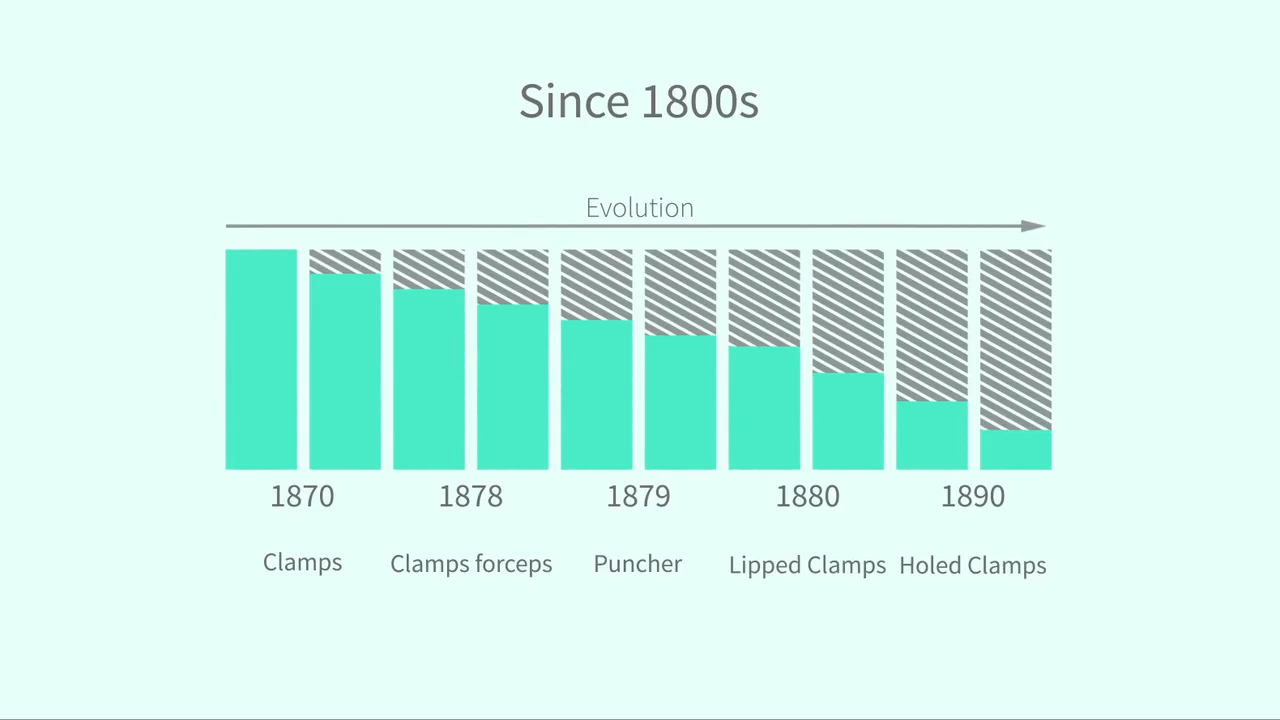 Since 1800s
Evolution
1870 1878 1879 1880 1890
Clamps Clamps forceps Puncher Lipped Clamps Holed Clamps